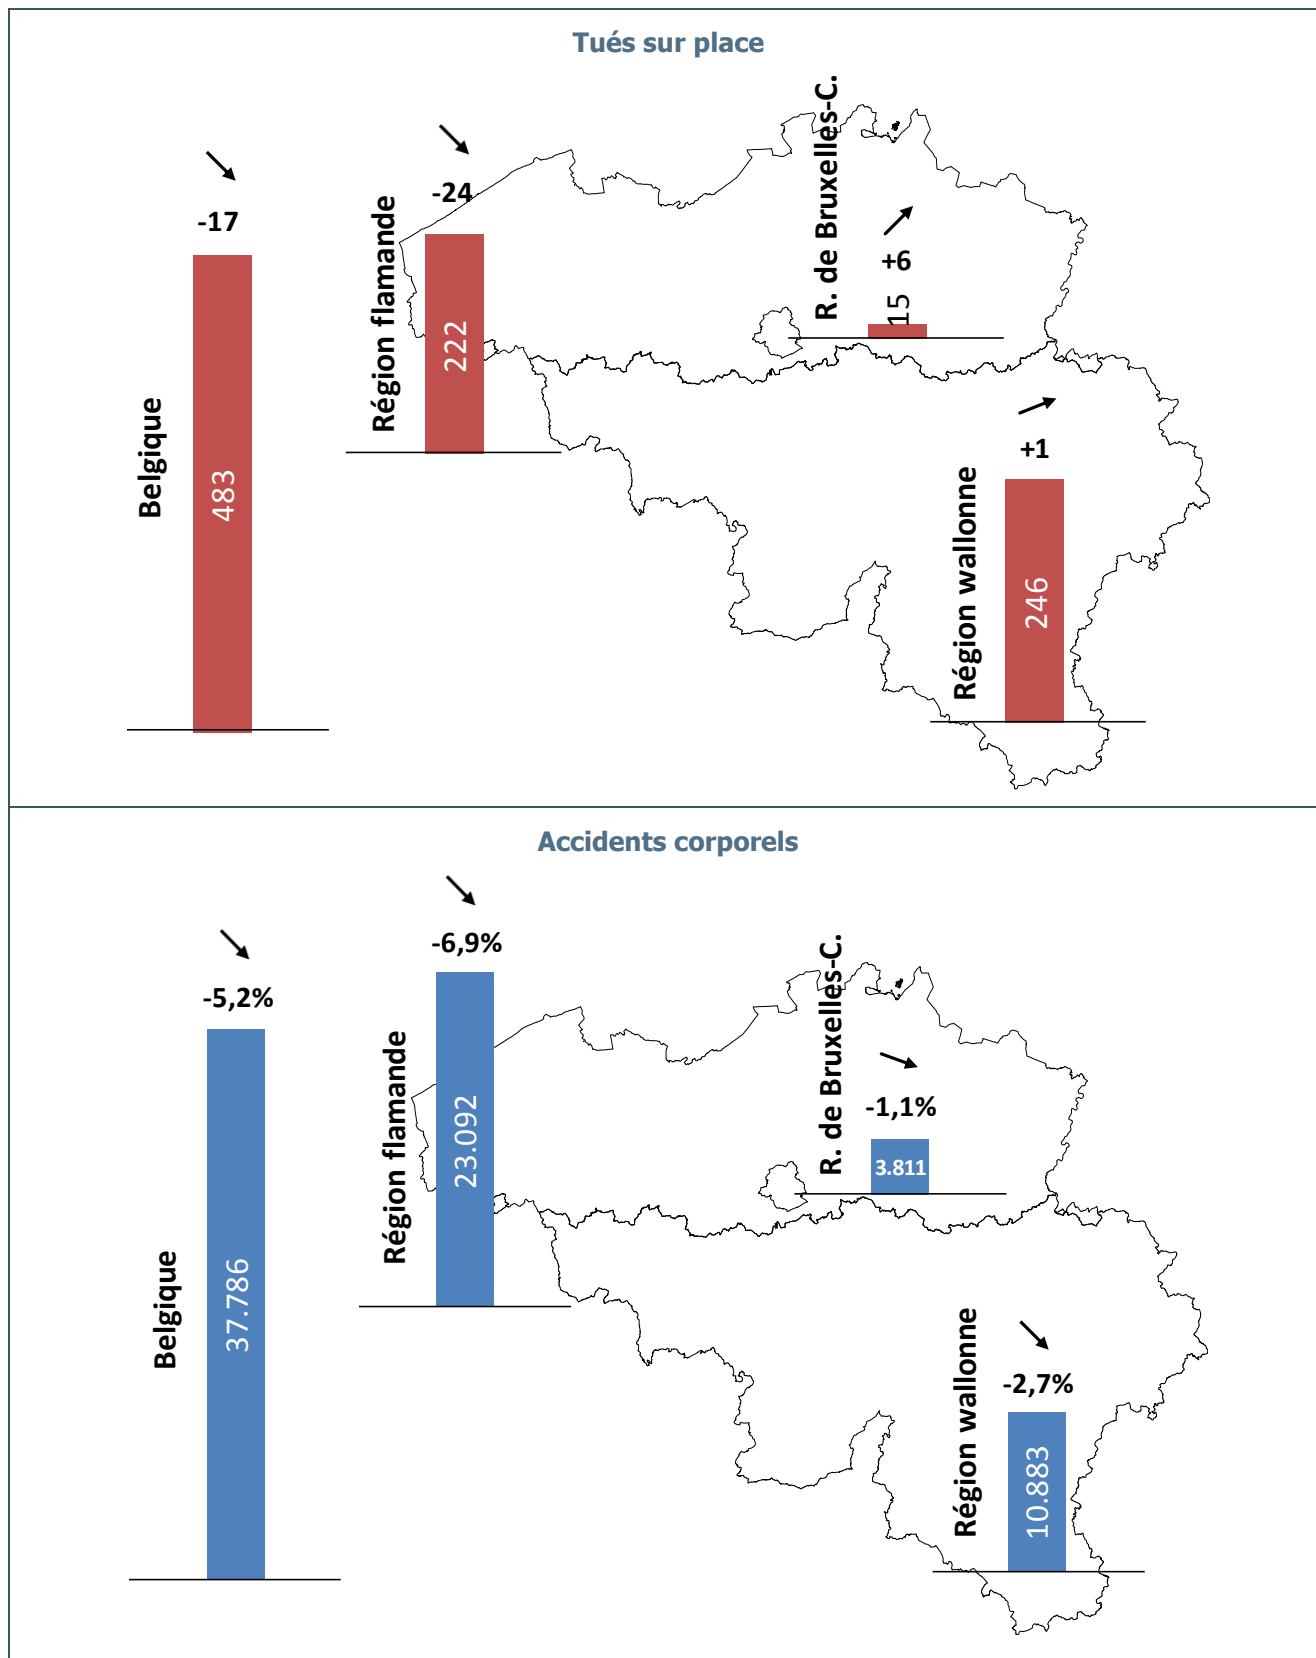 Tués sur place
-17
Belgique
483
-24
Région flamande
222
R. de Bruxelles-C.
+6
15
+1
Région wallonne
246
Accidents corporels
-5,2%
Belgique
37.786
-6,9%
Région flamande
23.092
R. de Bruxelles-C.
-1,1%
3.811
-2,7%
Région wallonne
10.883